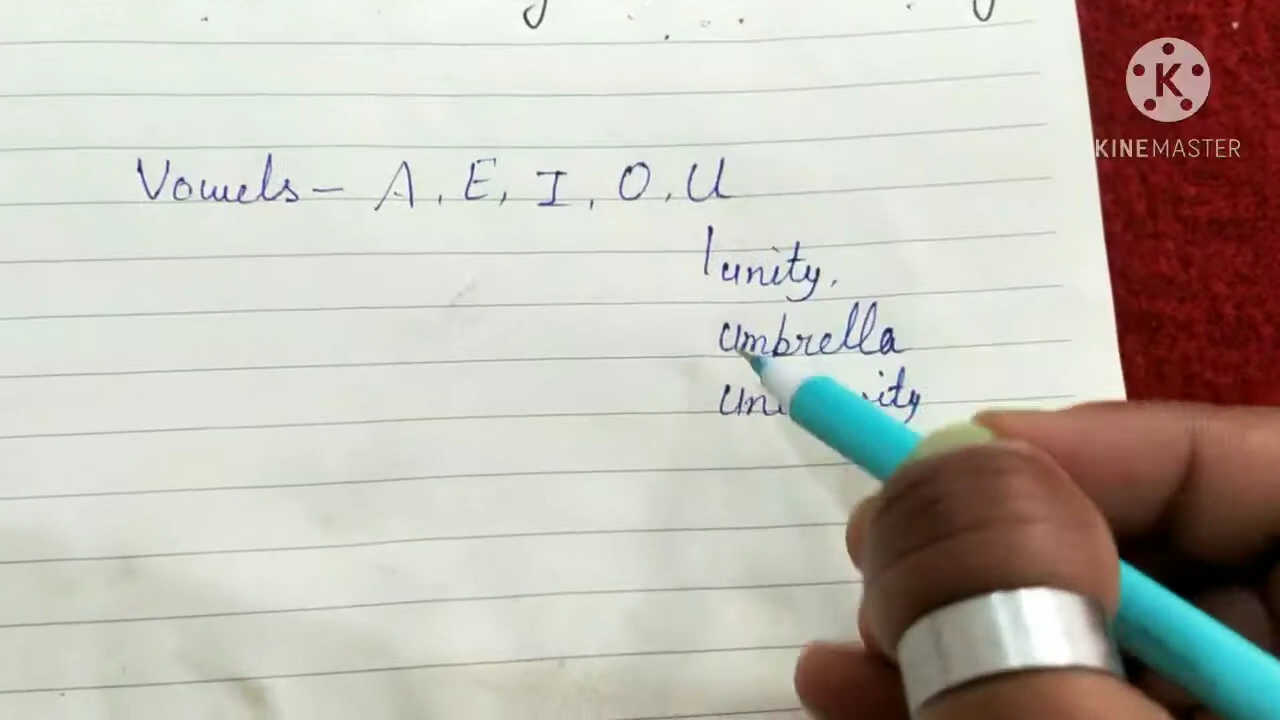 Vowels - A, E, I, O, U
unity,
umbrella
KINEMASTER